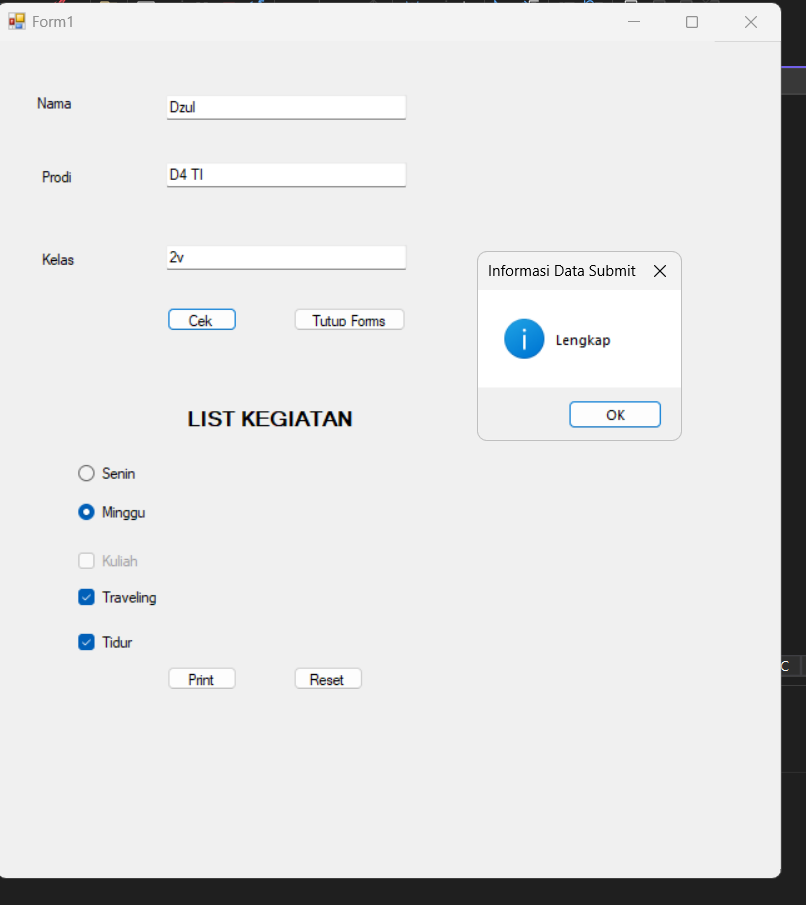 Form1
Nama
Dzul
Prodi
D4 TI
Kelas
2v
Informasi Data Submit
Lengkap
OK
Cek
Tutup Forms
LIST KEGIATAN
Senin
Minggu
Kuliah
Traveling
Tidur
Print
Reset
C